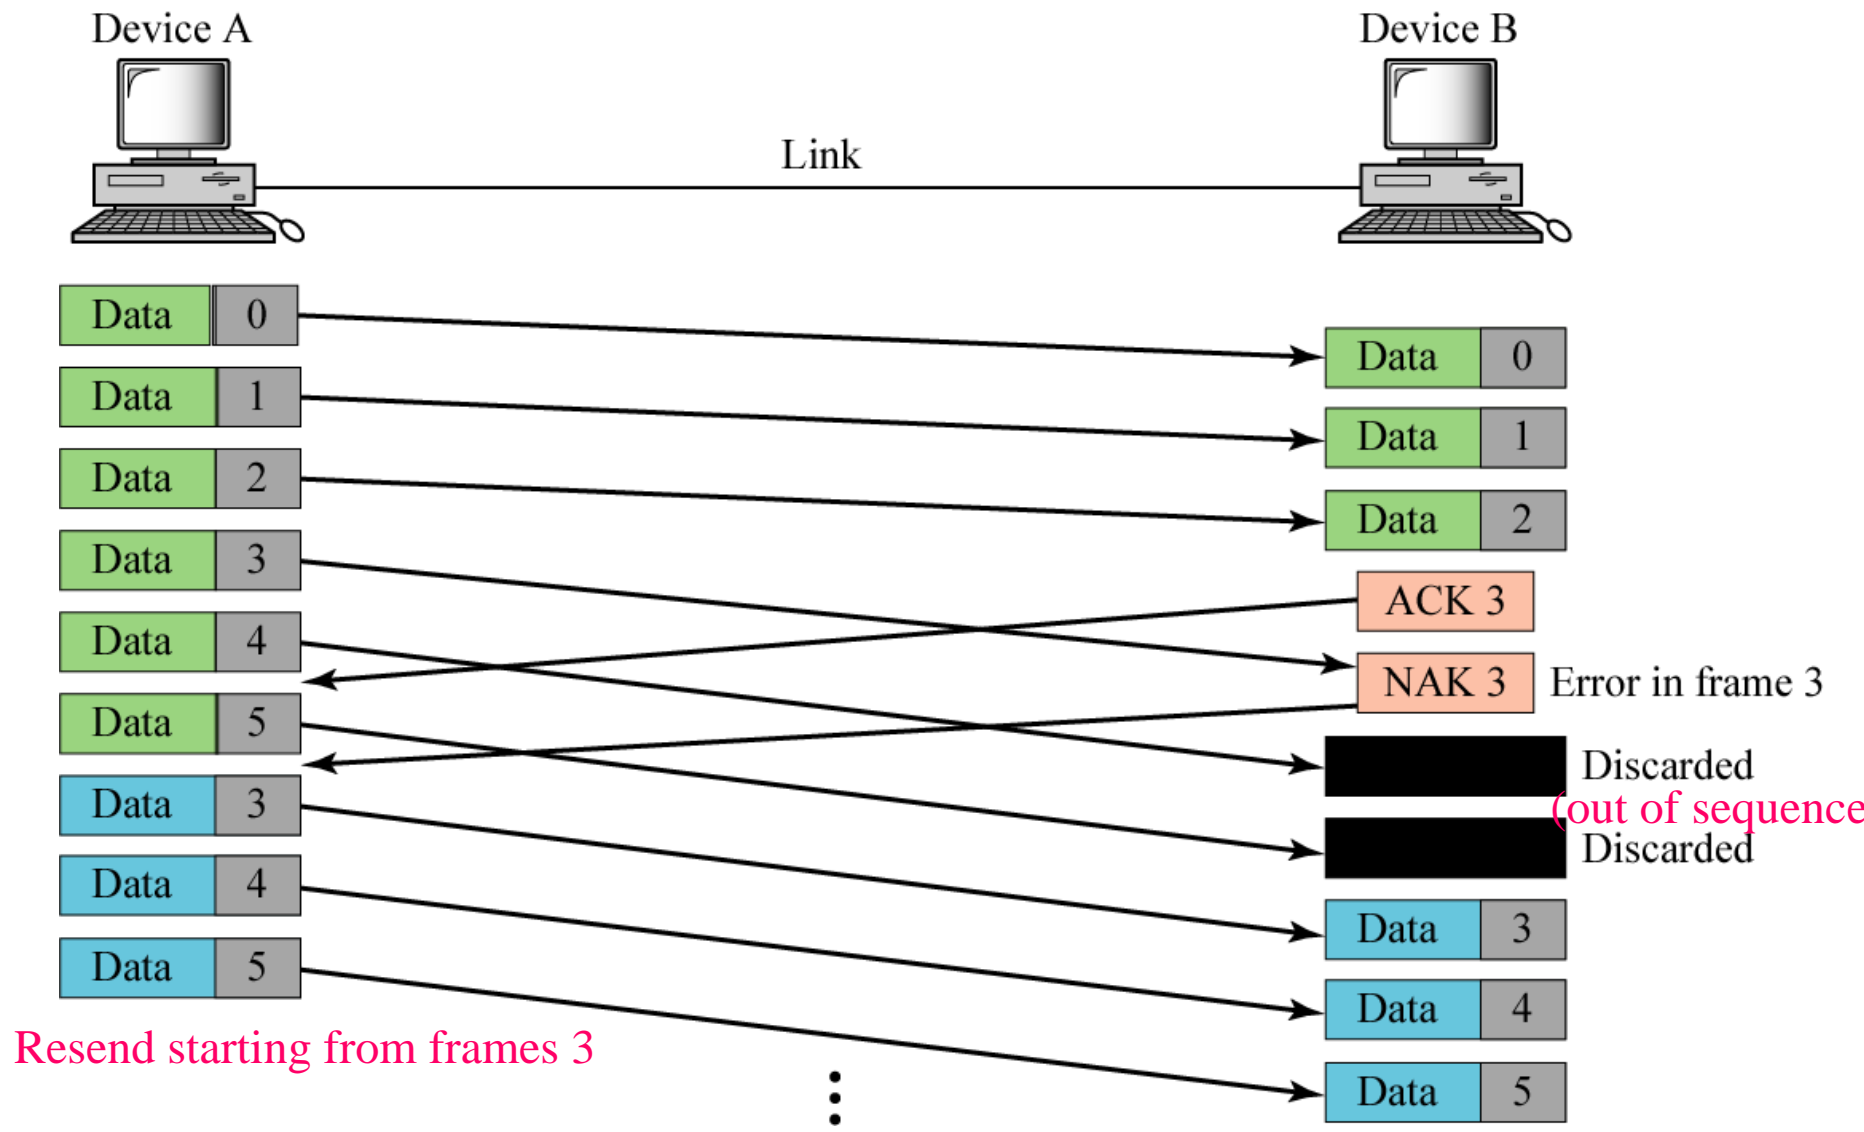 Device A
Device B
Link
Data 0
Data 0
Data 1
Data 1
Data 2
Data 2
Data 3
ACK 3
Data 4
NAK 3 Error in frame 3
Data 5
Discarded
(out of sequence
Data 3
Discarded
Data 4
Data 3
Data 5
Data 4
Resend starting from frames 3
Data 5